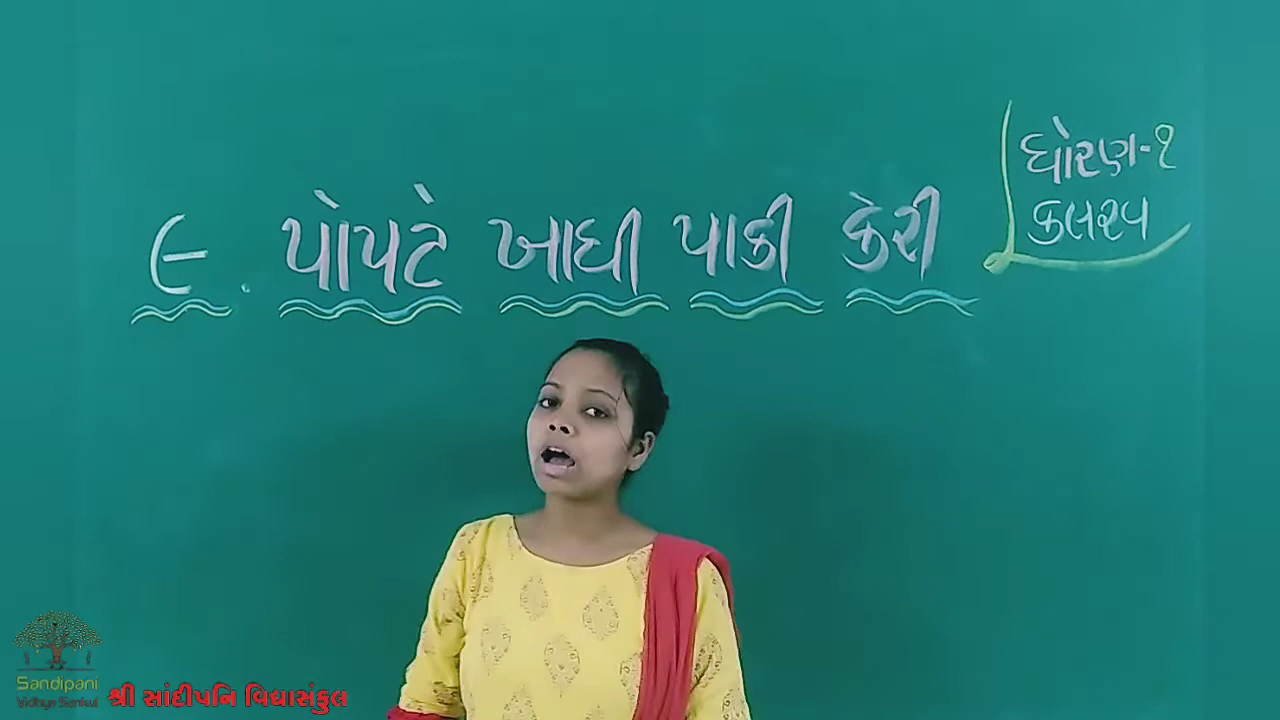 ૯. પોપટે ખાધી પાકી કેરી
ધોરણ-૧
કલરવ
Sandipani
Vidhya Sankul
શ્રી સાંદીપનિ વિદ્યાસંકુલ